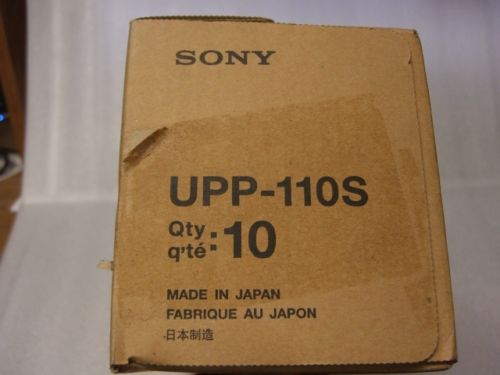 SONY
UPP-110S
Qty
q'té : 10
MADE IN JAPAN
FABRIQUE AU JAPON
日本制造